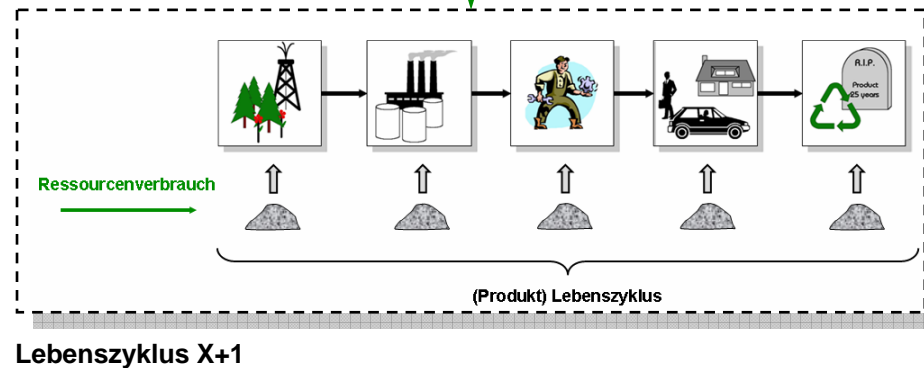 R.I.P.
Product
25 years
Ressourcenverbrauch
(Produkt) Lebenszyklus
Lebenszyklus X+1